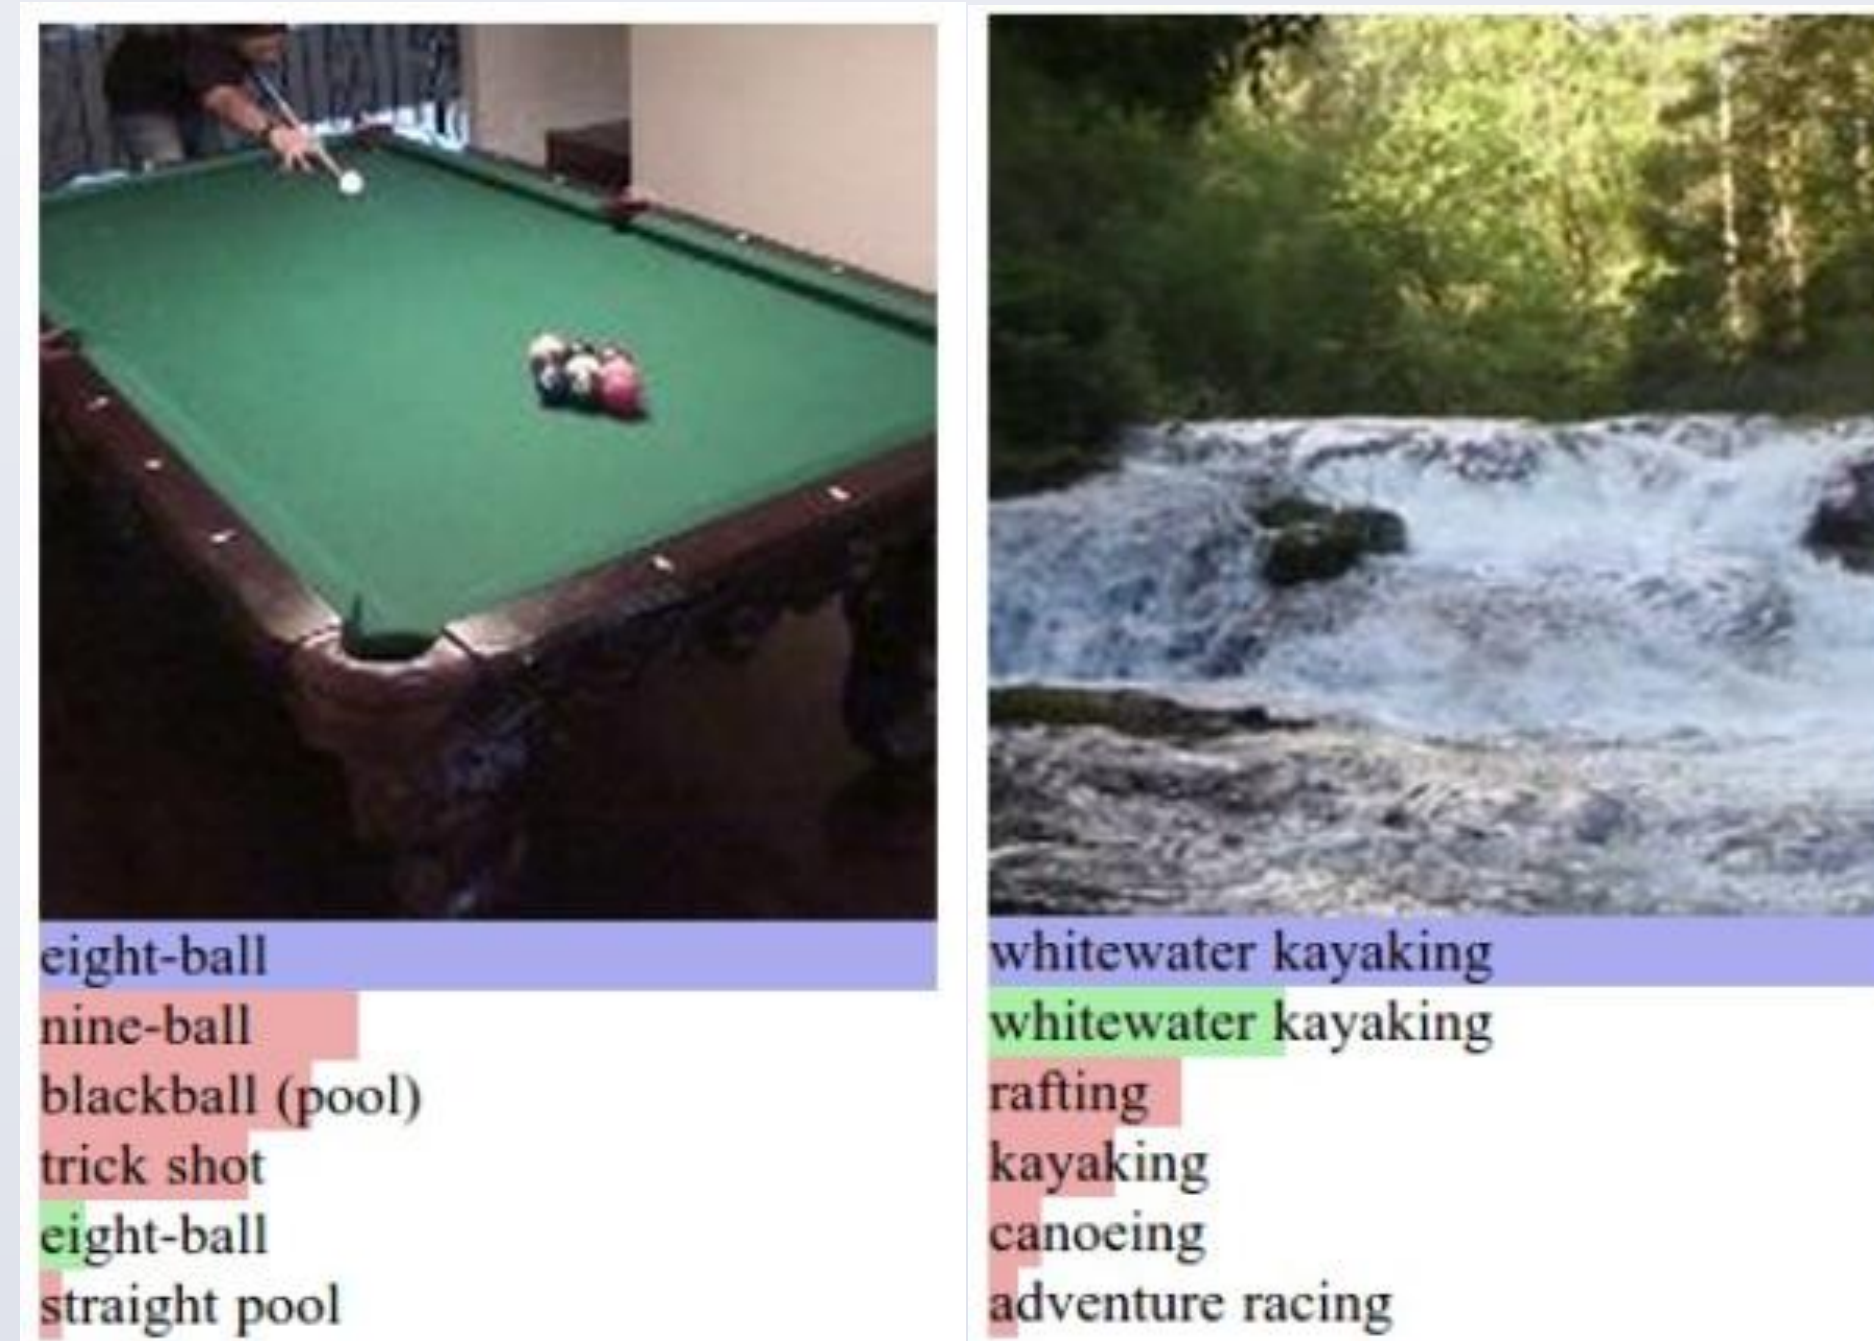 eight-ball
nine-ball
blackball (pool)
trick shot
eight-ball
straight pool
whitewater kayaking
whitewater kayaking
rafting
kayaking
canoeing
adventure racing